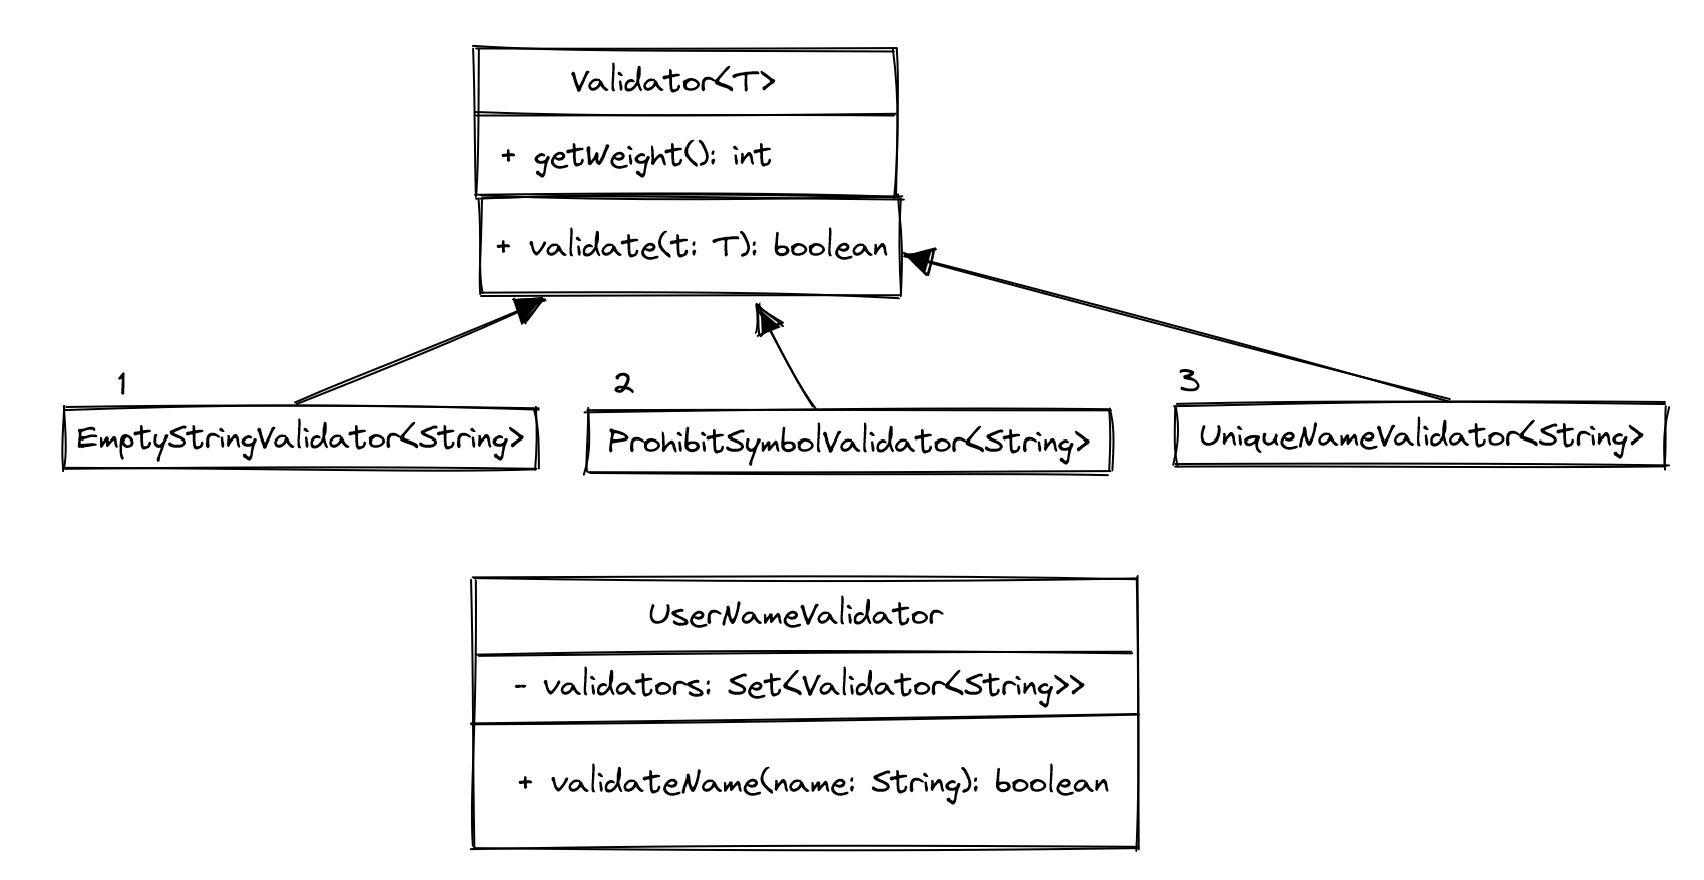 Validator<T>
+ getWeight(): int
+ validate(t: T): boolean
1
2
3
EmptyStringValidator<String>
ProhibitSymbolValidator<String>
UniqueNameValidator<String>
UserNameValidator
- validators: Set<Validator<String>>
+ validateName(name: String): boolean